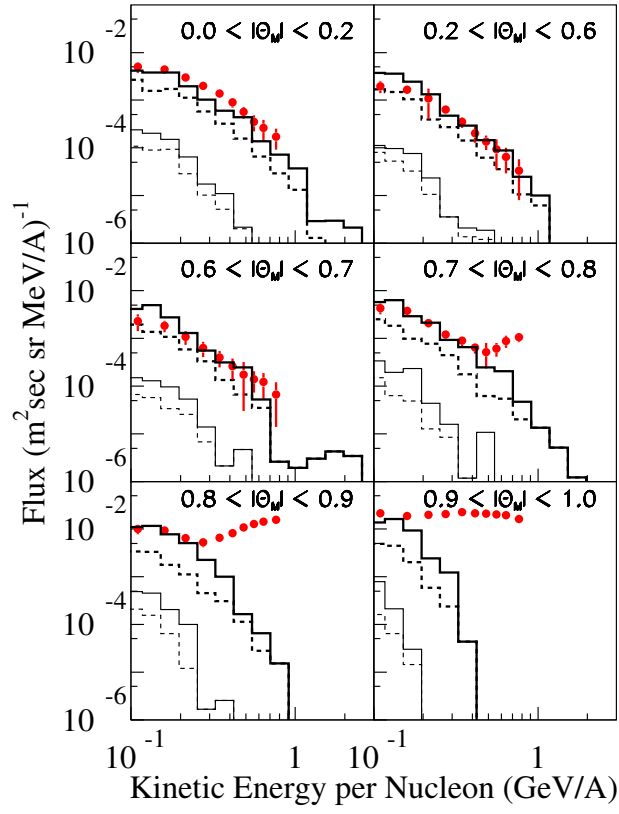 0.0 < |Θ_M| < 0.2
0.2 < |Θ_M| < 0.6
0.6 < |Θ_M| < 0.7
0.7 < |Θ_M| < 0.8
0.8 < |Θ_M| < 0.9
0.9 < |Θ_M| < 1.0
10^-2
10^-4
10^-6
10^-2
10^-4
10^-6
10^-2
10^-4
10^-6
Flux (m^2 sec sr MeV/A)^-1
10^-1
1
10^-1
1
Kinetic Energy per Nucleon (GeV/A)